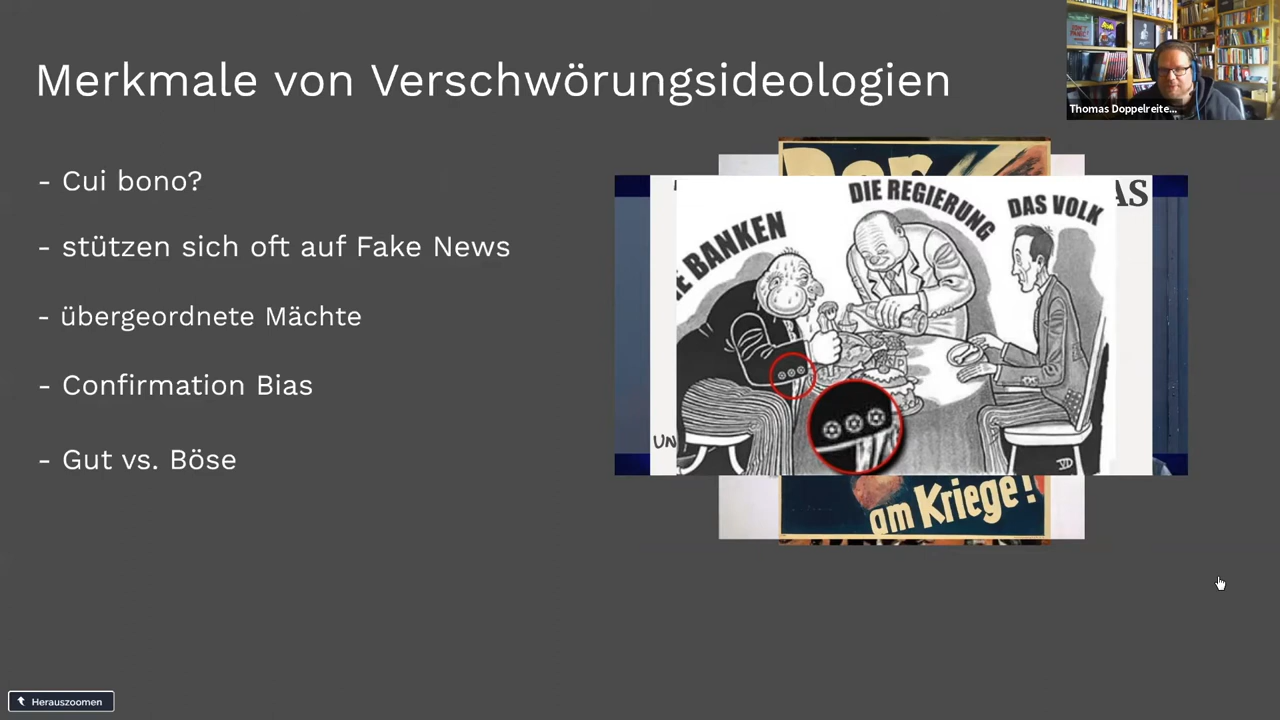 Merkmale von Verschwörungsideologien
Thomas Doppelreite...
- Cui bono?
- stützen sich oft auf Fake News
- übergeordnete Mächte
- Confirmation Bias
- Gut vs. Böse
Der
AS
BANKEN
DIE REGIERUNG
DAS VOLK
UN
am Kriege!
Herauszoomen